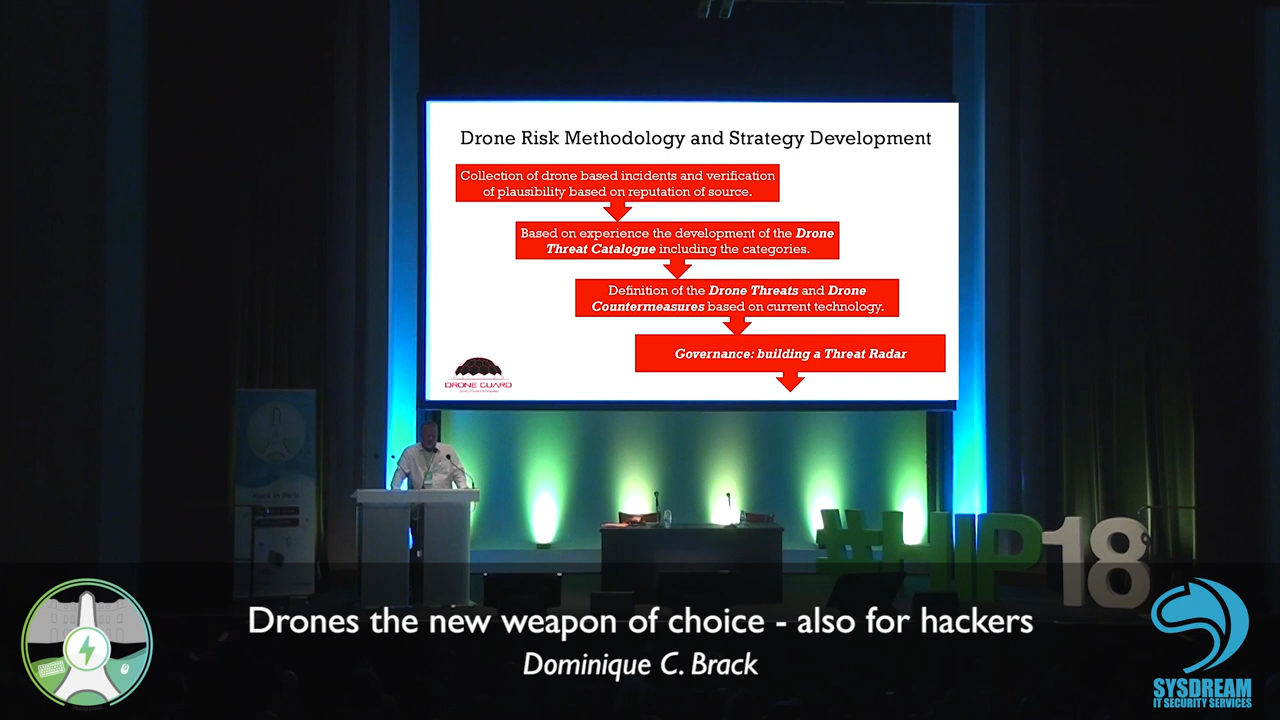 Drone Risk Methodology and Strategy Development
Collection of drone based incidents and verification
of plausibility based on reputation of source.
Based on experience the development of the Drone
Threat Catalogue including the categories.
Definition of the Drone Threats and Drone
Countermeasures based on current technology.
Governance: building a Threat Radar
DRONE GUARD
Hack in Paris
#HIP18
Drones the new weapon of choice - also for hackers
Dominique C. Brack
SYSDREAM
IT SECURITY SERVICES